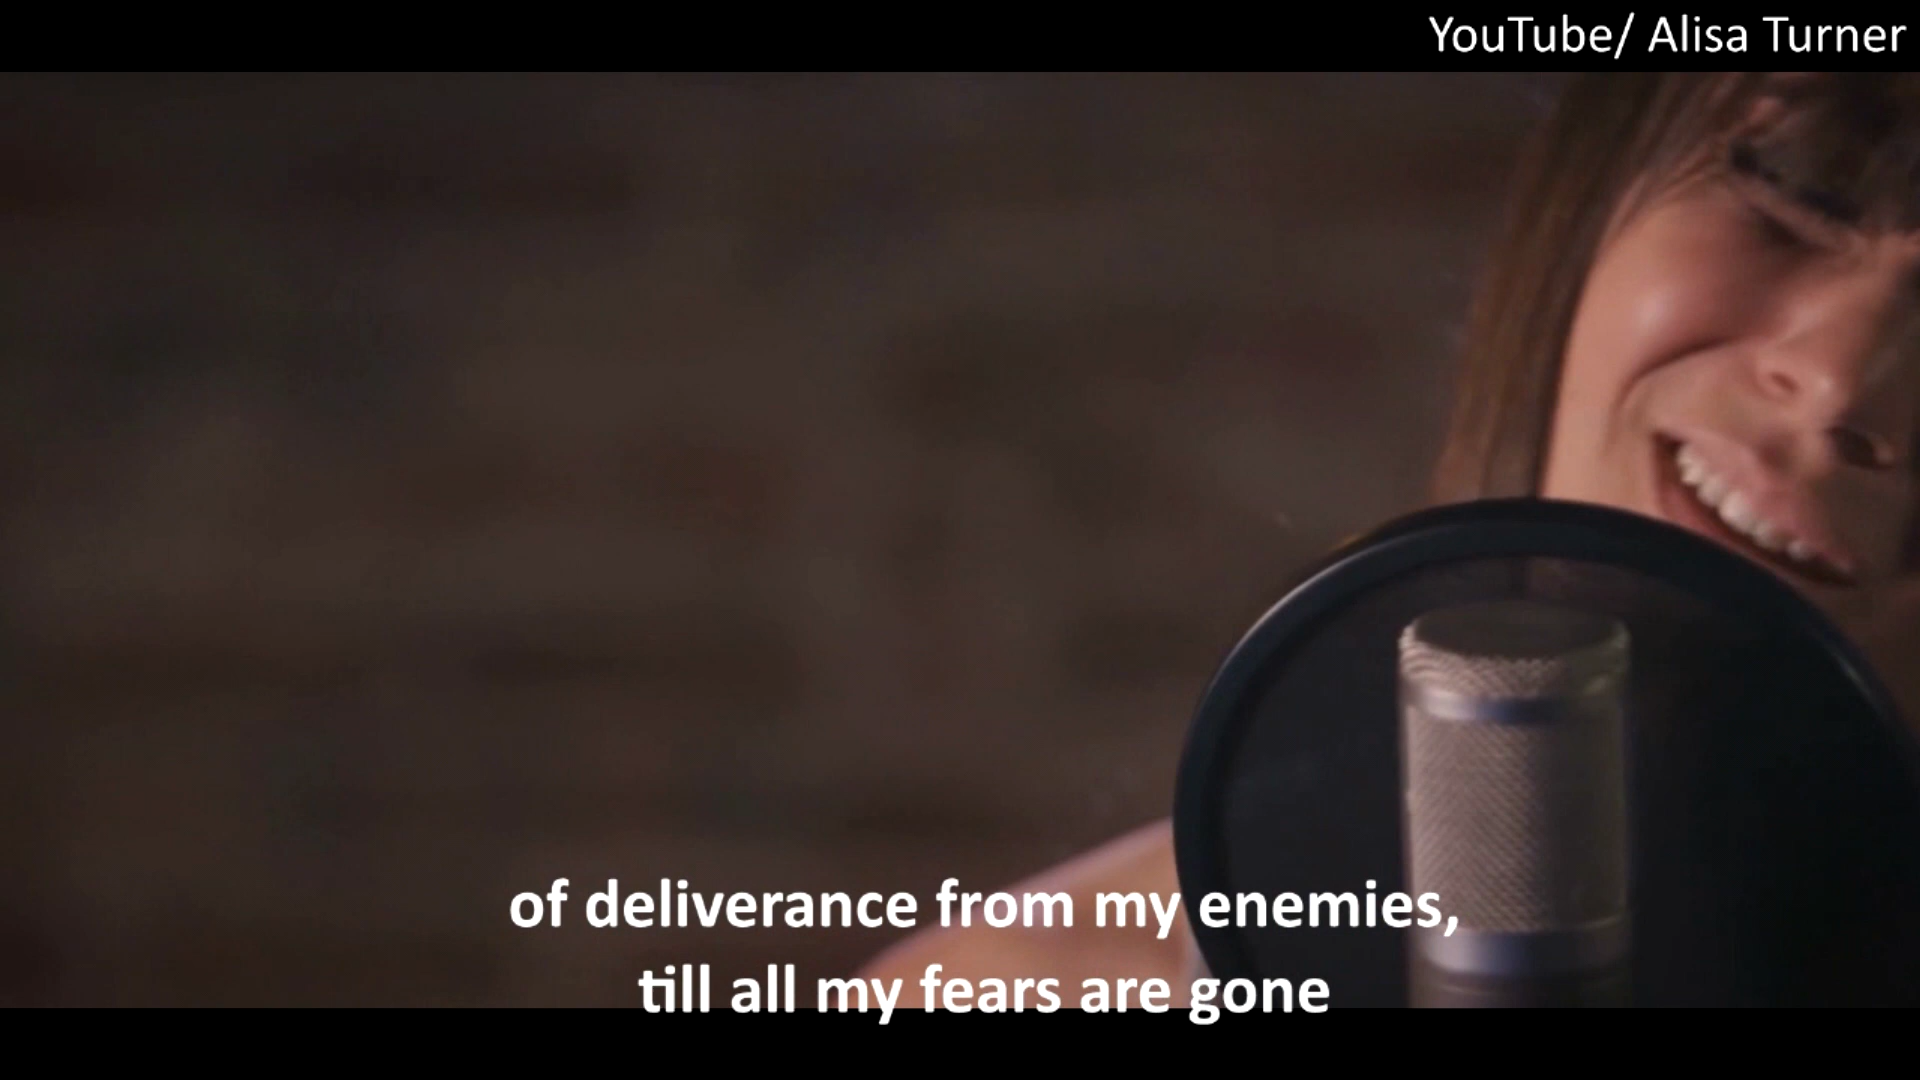 YouTube/ Alisa Turner
of deliverance from my enemies,
till all my fears are gone